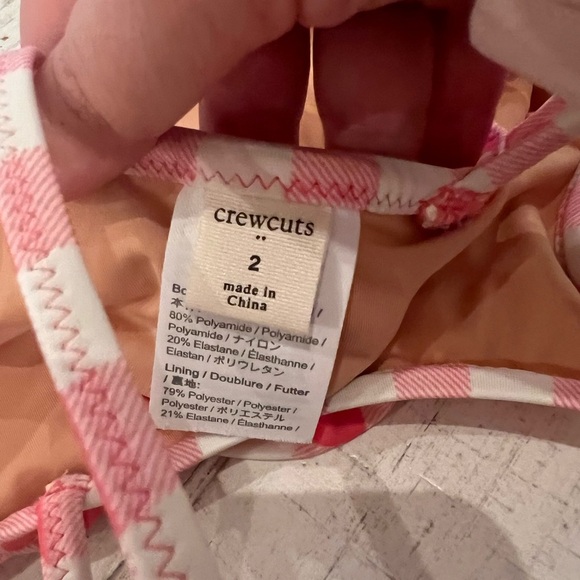 crewcuts
2
made in
China
80% Polyamide / Polyamide /
Polyamide / ナイロン
20% Elastane / Élasthanne /
Elastan / ポリウレタン
Lining / Doublure / Futter
/ 裏地:
79% Polyester / Polyester /
Polyester / ポリエステル
21% Elastane / Élasthanne /